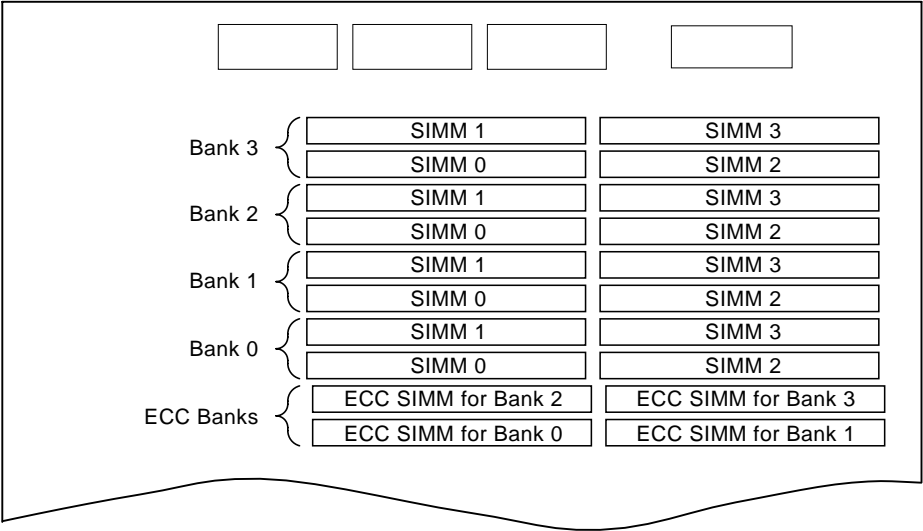 SIMM 1 SIMM 3
Bank 3
SIMM 0 SIMM 2
SIMM 1 SIMM 3
Bank 2
SIMM 0 SIMM 2
SIMM 1 SIMM 3
Bank 1
SIMM 0 SIMM 2
SIMM 1 SIMM 3
Bank 0
SIMM 0 SIMM 2
ECC SIMM for Bank 2 ECC SIMM for Bank 3
ECC Banks
ECC SIMM for Bank 0 ECC SIMM for Bank 1